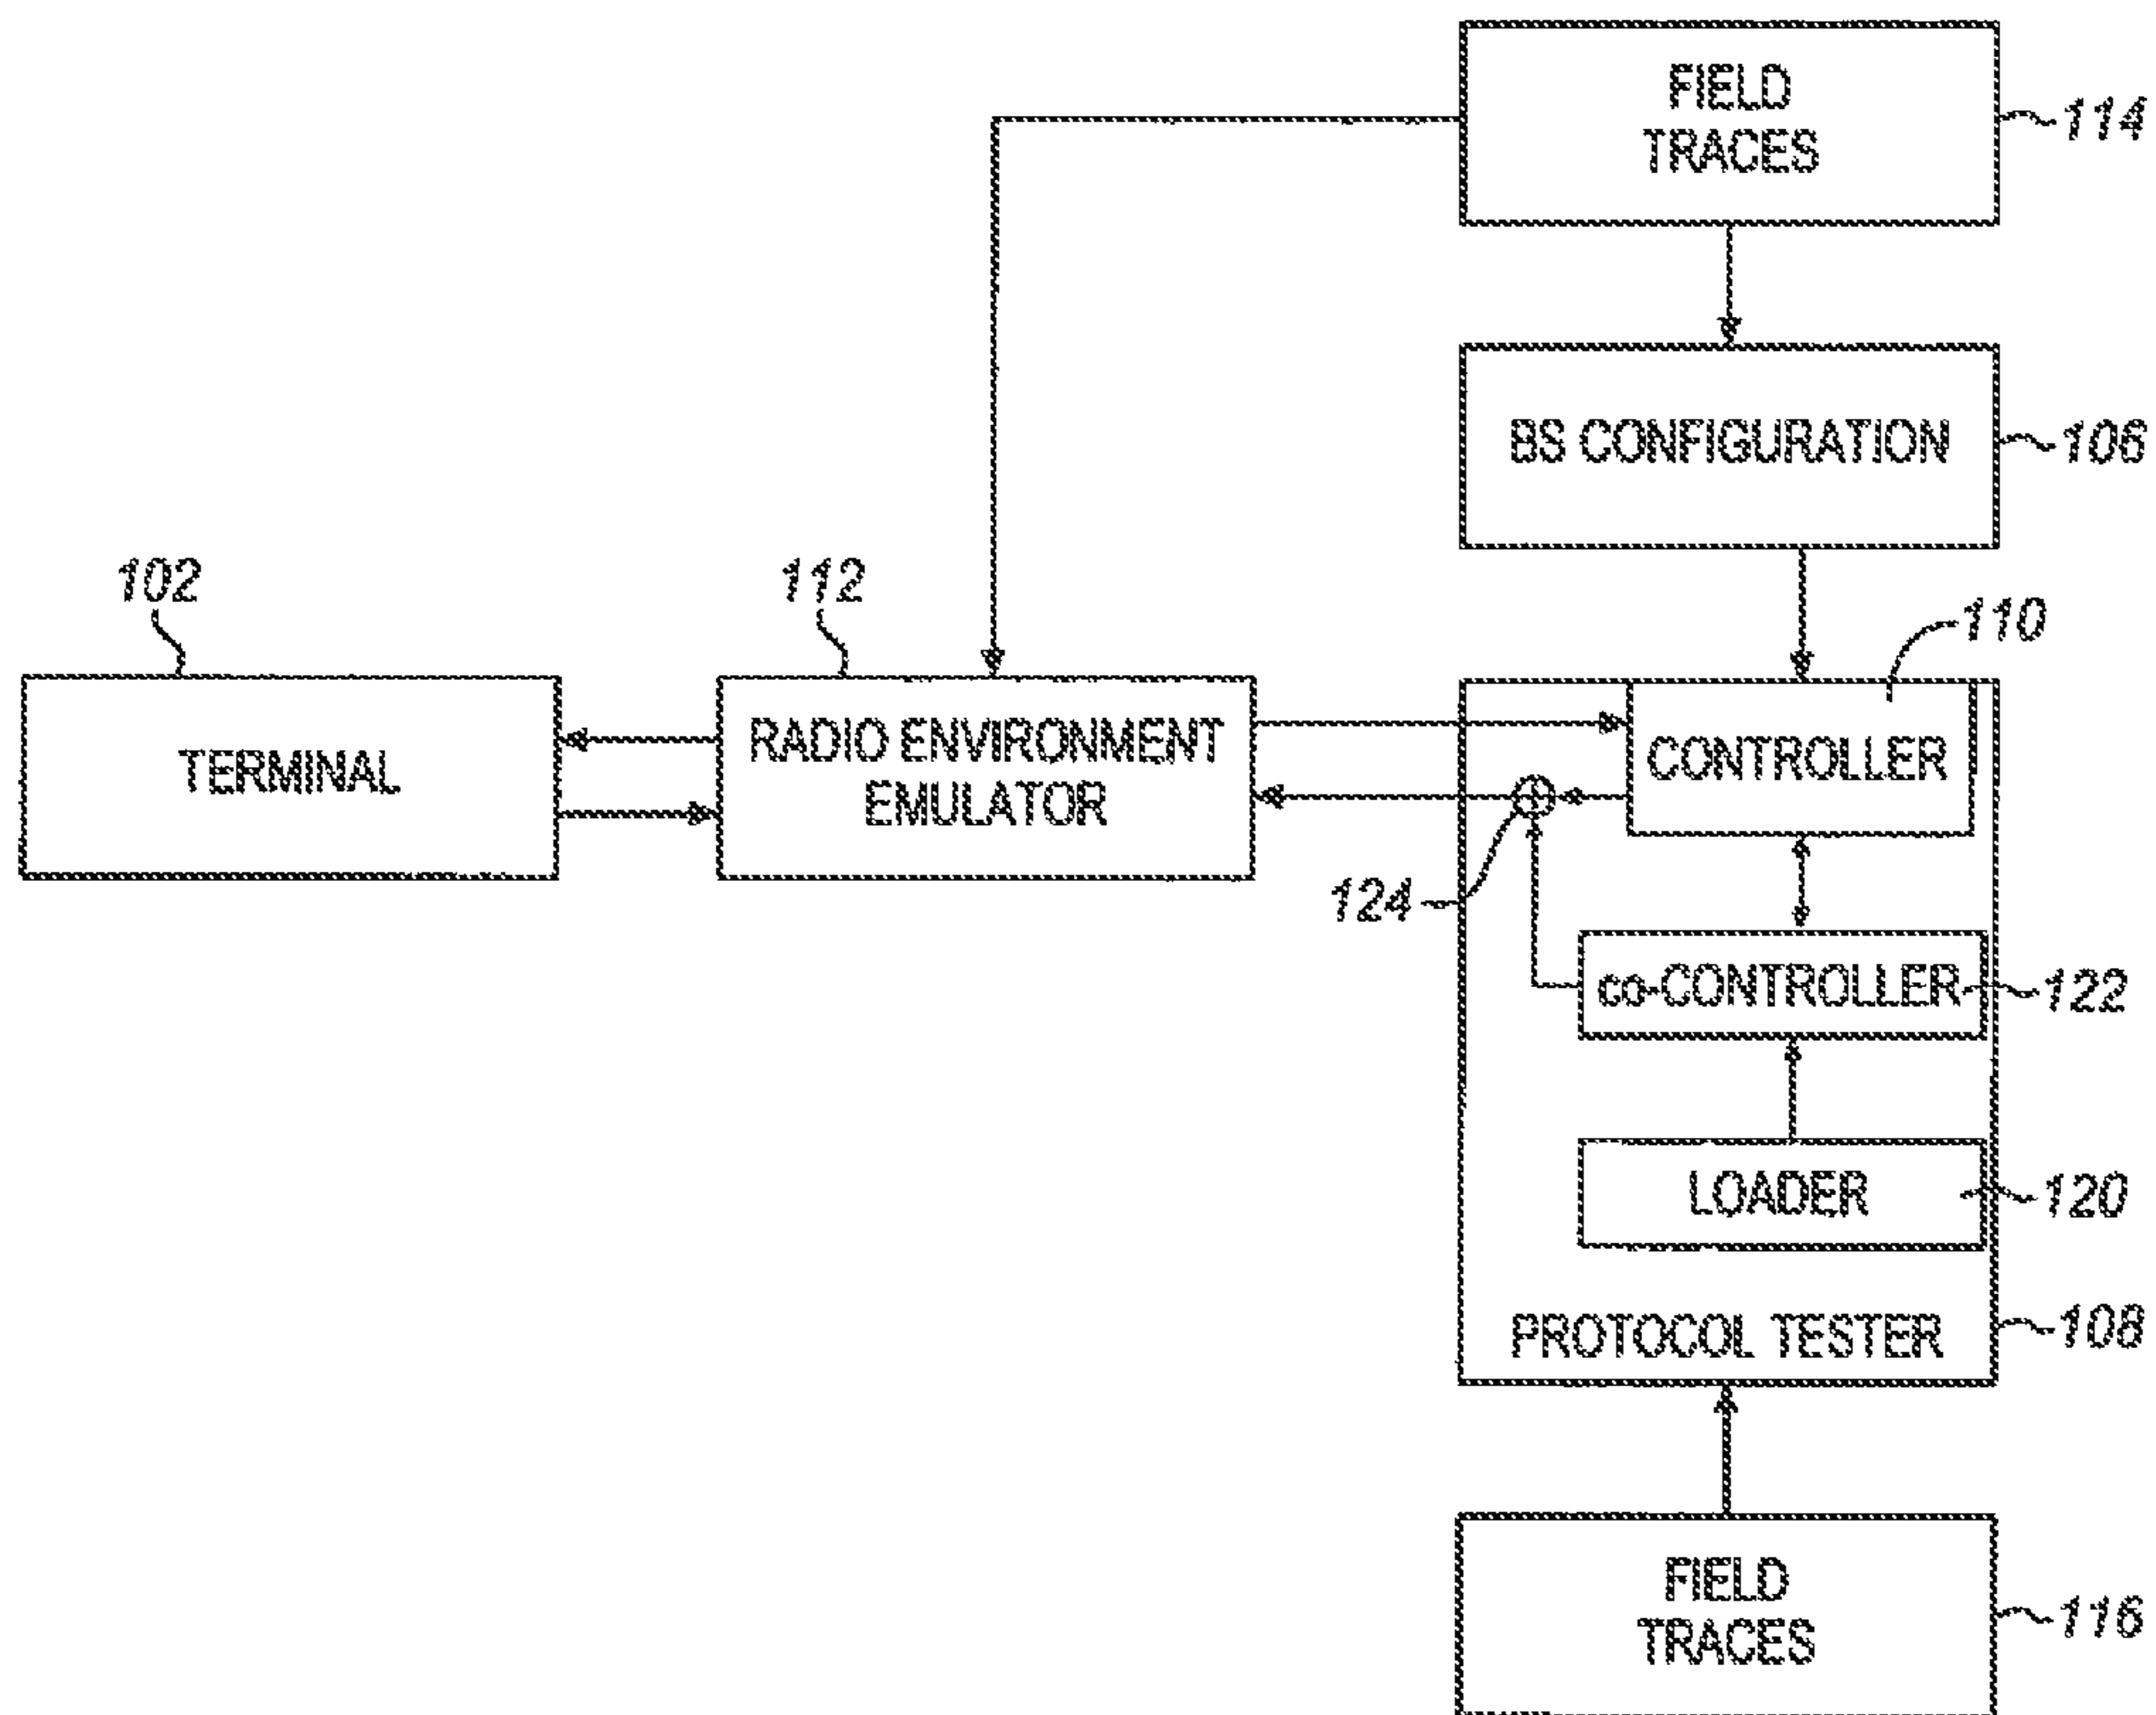 FIELD
TRACES
114
BS CONFIGURATION
106
102
112
110
TERMINAL
RADIO ENVIRONMENT
EMULATOR
CONTROLLER
124
co-CONTROLLER
122
LOADER
120
PROTOCOL TESTER
108
FIELD
TRACES
116